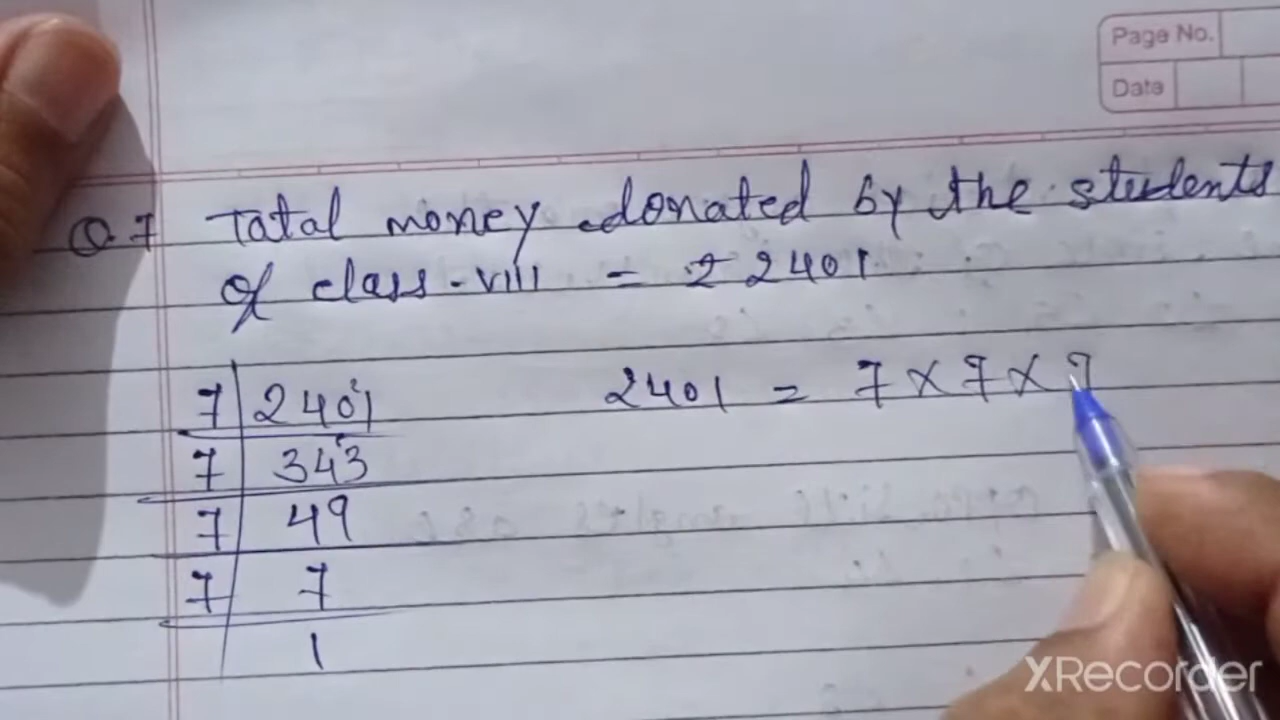 Page No.
Date
Q.7 Total money donated by the students
of class-VIII = ₹ 2401
7 2401 2401 = 7 × 7 × 7
7 343
7 49
7 7
1
XRecorder